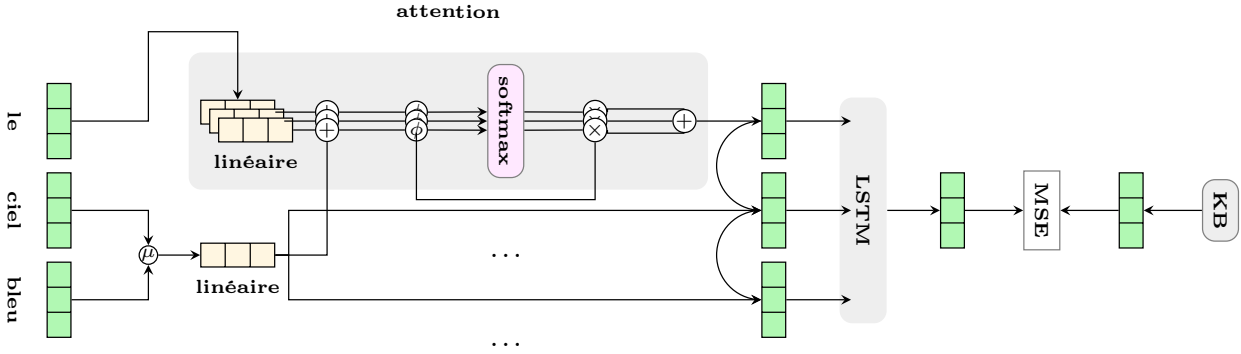 attention
le
ciel
bleu
linéaire
+
ϕ
softmax
×
+
μ
linéaire
...
...
LSTM
MSE
KB